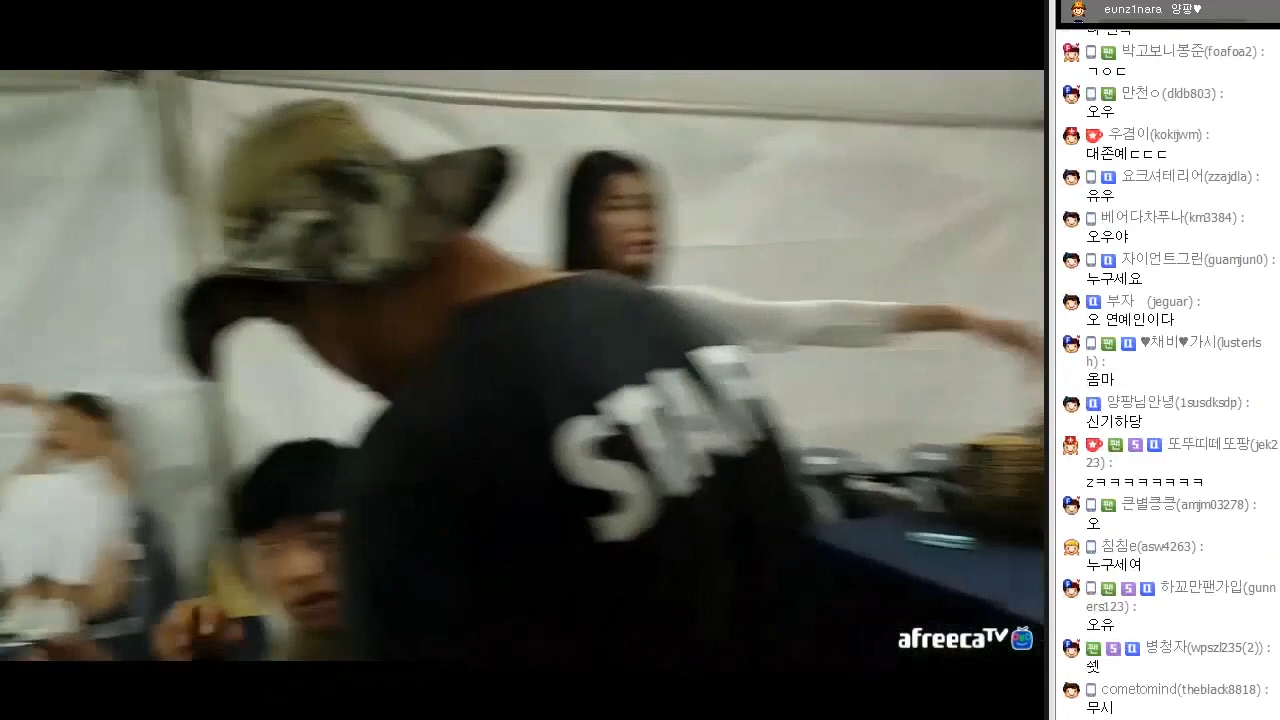 STAF
afreecaTV
eunz1nara 양팡♥
박고보니봉준(foafoa2) :
ㄱㅇㄷ
만천ㅇ(dldb803) :
오우
우겸이(kokijwm) :
대존예ㄷㄷㄷ
요크셔테리어(zzajdla) :
유우
베어다차푸나(km3384) :
오우야
자이언트그린(guamjun0) :
누구세요
부자 (jeguar) :
오 연예인이다
♥채비♥가시(lusterls
h) :
옴마
양팡님안녕(1susdksdp) :
신기하당
또뚜띠떼또팡(jek2
23) :
zㅋㅋㅋㅋㅋㅋㅋㅋ
큰별킁킁(amjm03278) :
오
침침e(asw4263) :
누구세여
하꼬만팬가입(gunn
ers123) :
오유
병청자(wpszl235(2)) :
쉣
cometomind(theblack8818) :
무시